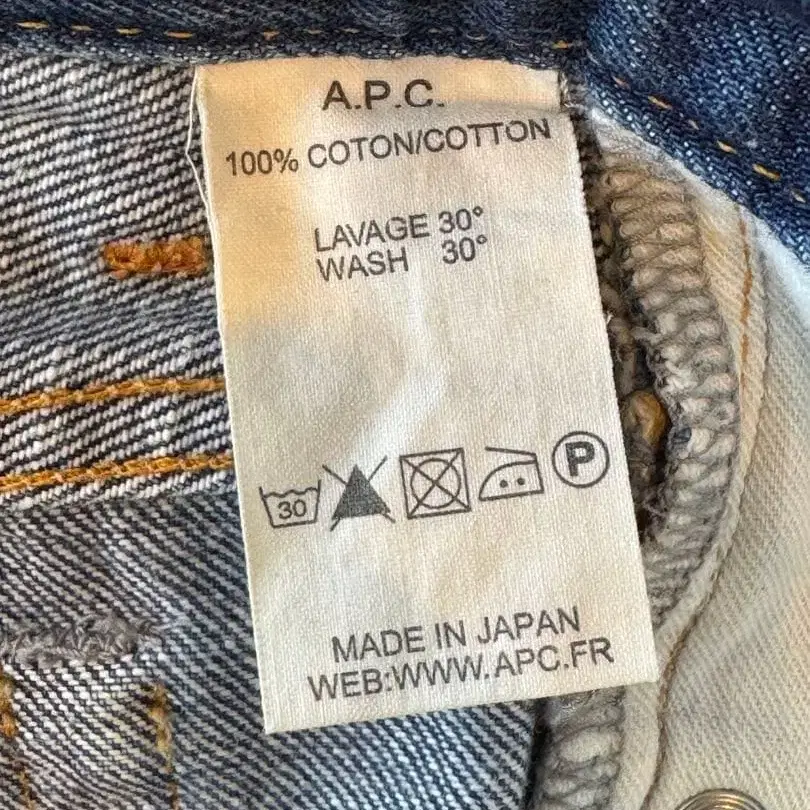 A.P.C.
100% COTON/COTTON
LAVAGE 30°
WASH 30°
30 P
MADE IN JAPAN
WEB:WWW.APC.FR